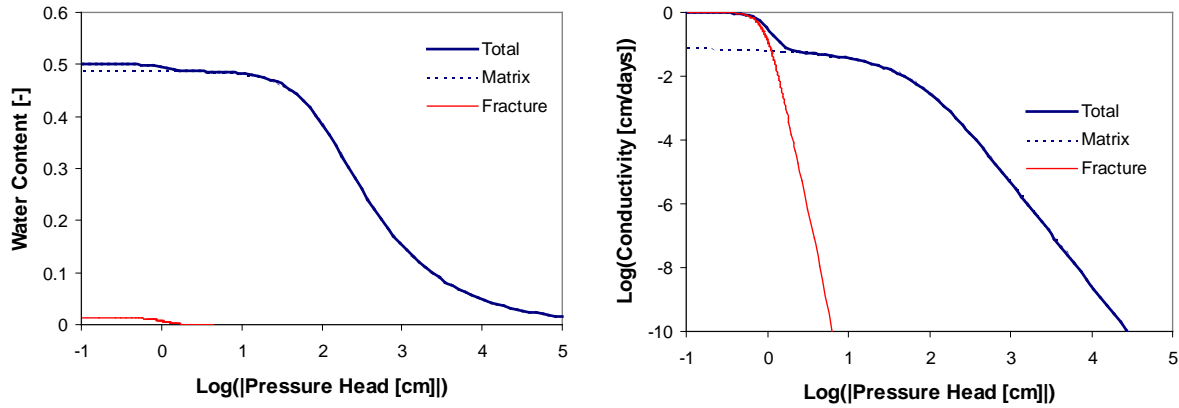 0.6
0.5
0.4
0.3
0.2
0.1
0
-1 0 1 2 3 4 5
Water Content [-]
Log(|Pressure Head [cm]|)
Total
Matrix
Fracture
0
-2
-4
-6
-8
-10
-1 0 1 2 3 4 5
Log(Conductivity [cm/days])
Log(|Pressure Head [cm]|)
Total
Matrix
Fracture